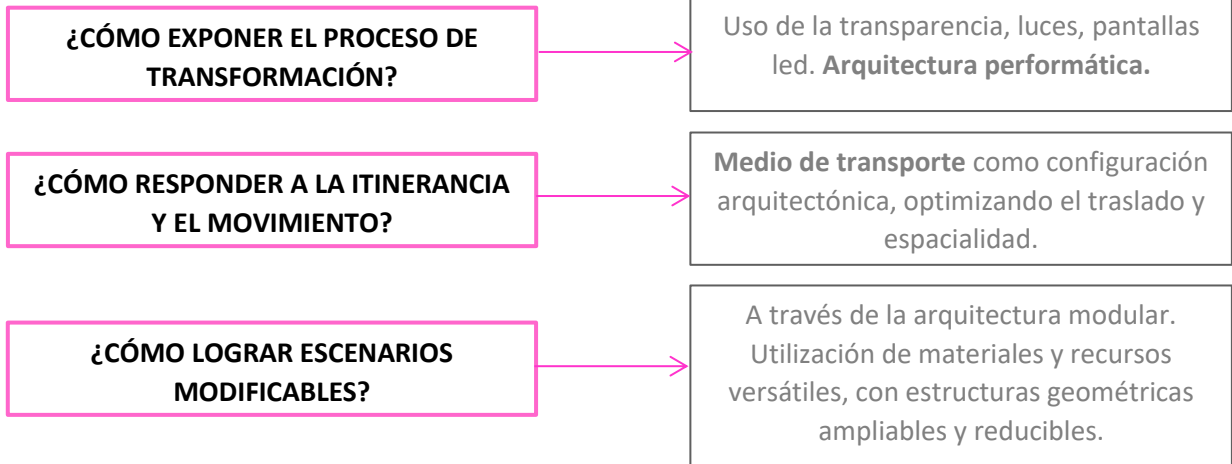 ¿CÓMO EXPONER EL PROCESO DE
TRANSFORMACIÓN?
Uso de la transparencia, luces, pantallas
led. Arquitectura performática.
¿CÓMO RESPONDER A LA ITINERANCIA
Y EL MOVIMIENTO?
Medio de transporte como configuración
arquitectónica, optimizando el traslado y
espacialidad.
¿CÓMO LOGRAR ESCENARIOS
MODIFICABLES?
A través de la arquitectura modular.
Utilización de materiales y recursos
versátiles, con estructuras geométricas
ampliables y reducibles.